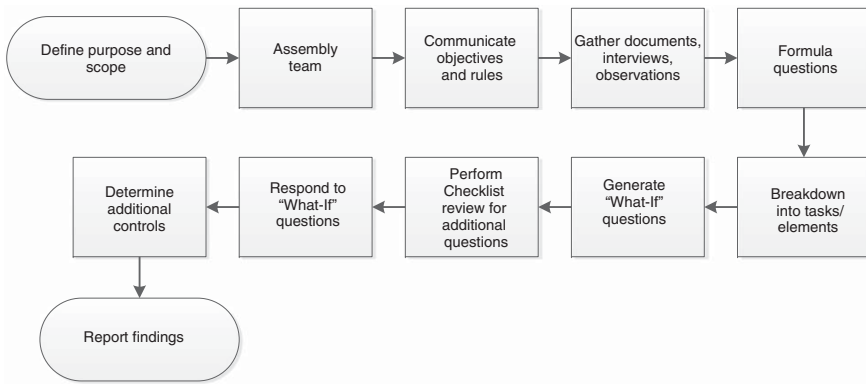 Define purpose and
scope
Assembly
team
Communicate
objectives
and rules
Gather documents,
interviews,
observations
Formula
questions
Breakdown
into tasks/
elements
Generate
“What-If”
questions
Perform
Checklist
review for
additional
questions
Respond to
“What-If”
questions
Determine
additional
controls
Report findings